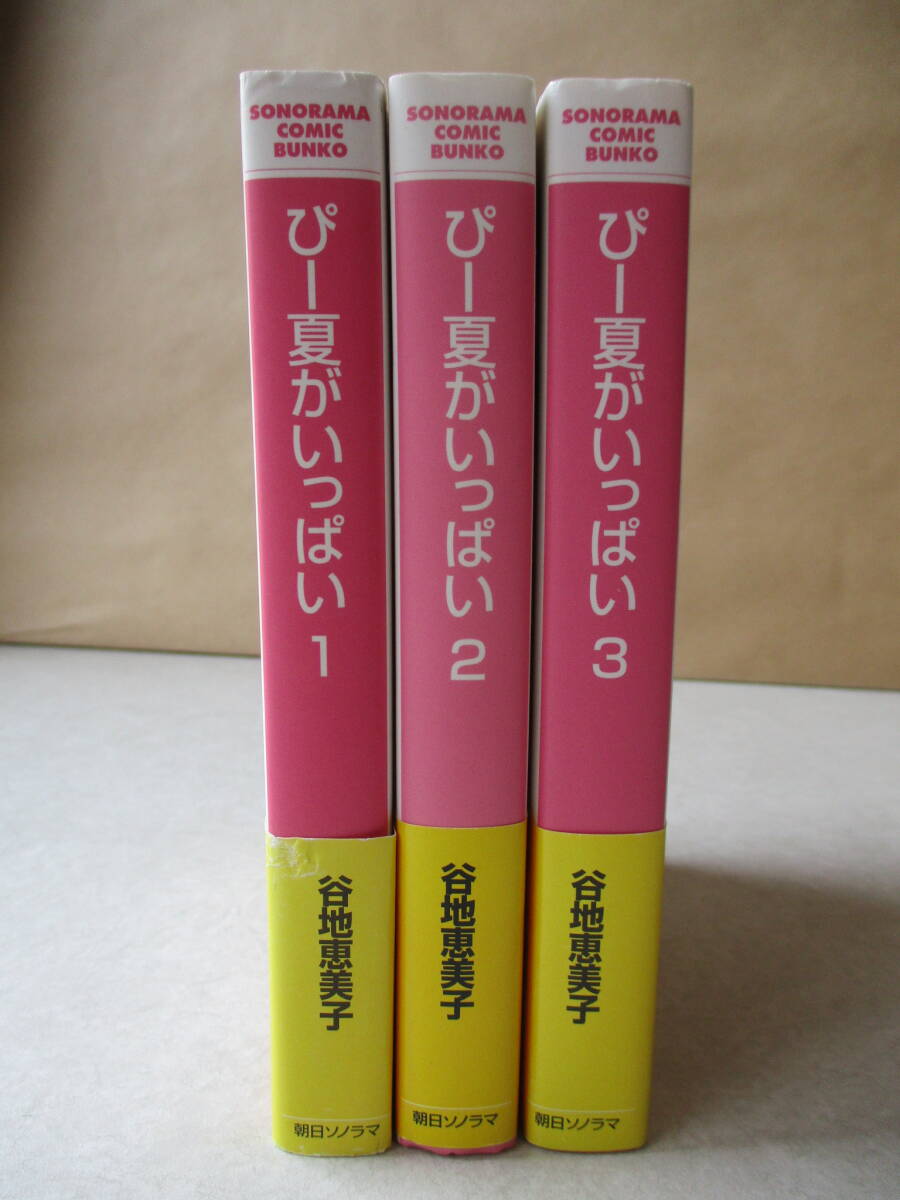 SONORAMA
COMIC
BUNKO
ぴー夏がいっぱい 1
谷地恵美子
朝日ソノラマ
SONORAMA
COMIC
BUNKO
ぴー夏がいっぱい 2
谷地恵美子
朝日ソノラマ
SONORAMA
COMIC
BUNKO
ぴー夏がいっぱい 3
谷地恵美子
朝日ソノラマ